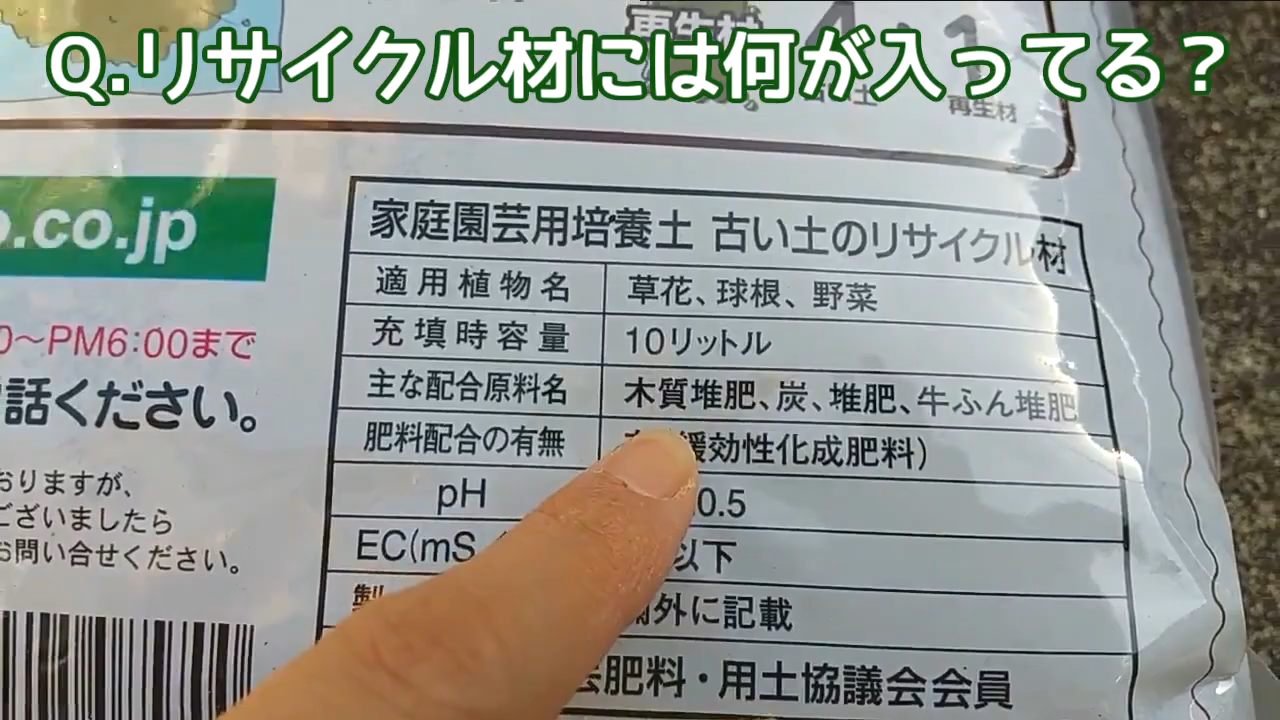 Q.リサイクル材には何が入ってる？
再生材
4:1
再生材
o.co.jp
0〜PM6:00まで
話ください。
おりますが、
ございましたら
お問い合せください。
家庭園芸用培養土 古い土のリサイクル材
適用植物名 草花、球根、野菜
充填時容量 10リットル
主な配合原料名 木質堆肥、炭、堆肥、牛ふん堆肥
肥料配合の有無 緩効性化成肥料）
pH 0.5
EC(mS 以下
製 外に記載
肥料・用土協議会会員